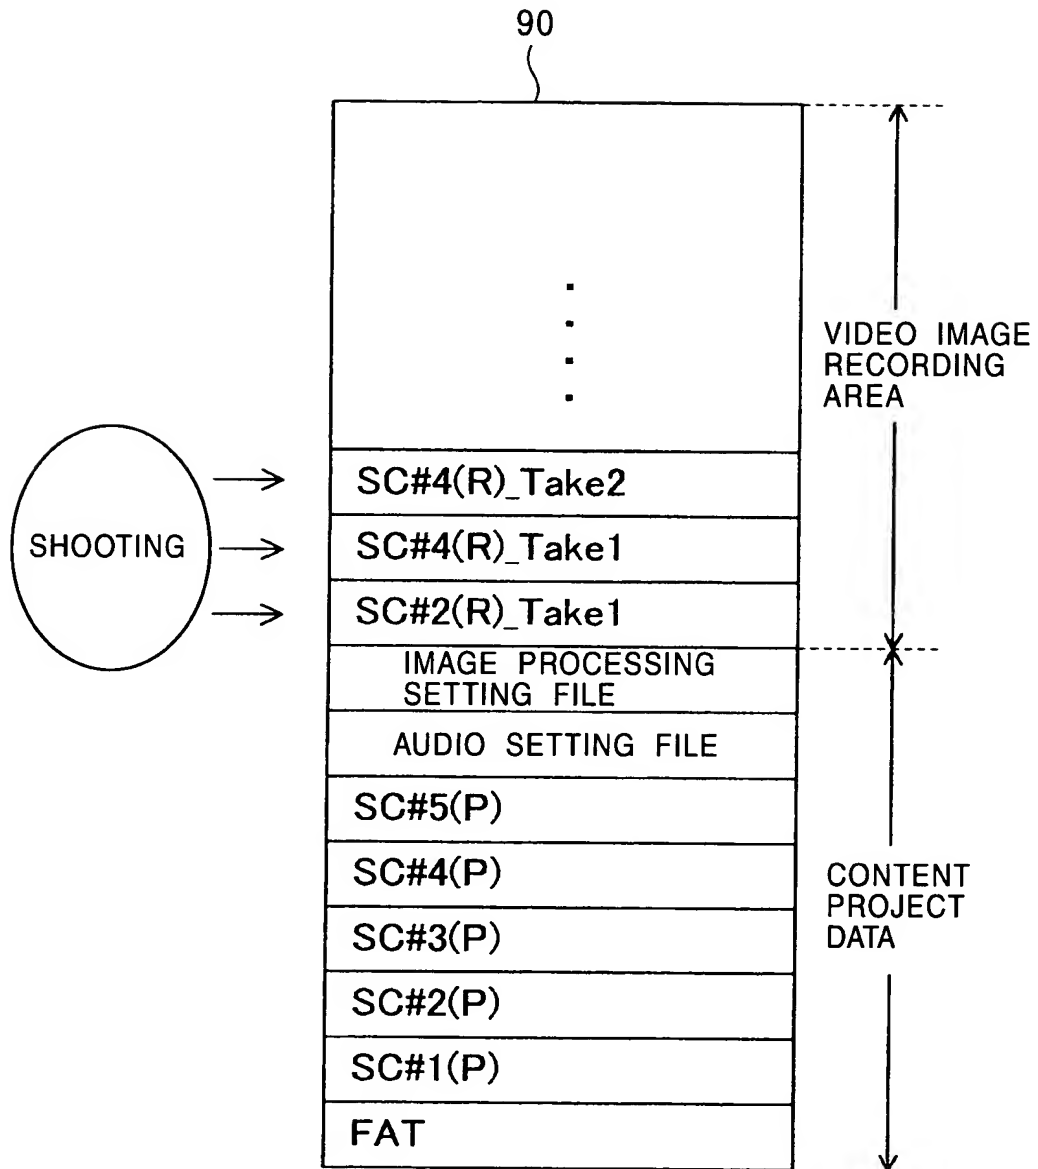 90
VIDEO IMAGE
RECORDING
AREA
SHOOTING
SC#4(R)_Take2
SC#4(R)_Take1
SC#2(R)_Take1
IMAGE PROCESSING
SETTING FILE
AUDIO SETTING FILE
SC#5(P)
SC#4(P)
SC#3(P)
SC#2(P)
SC#1(P)
FAT
CONTENT
PROJECT
DATA